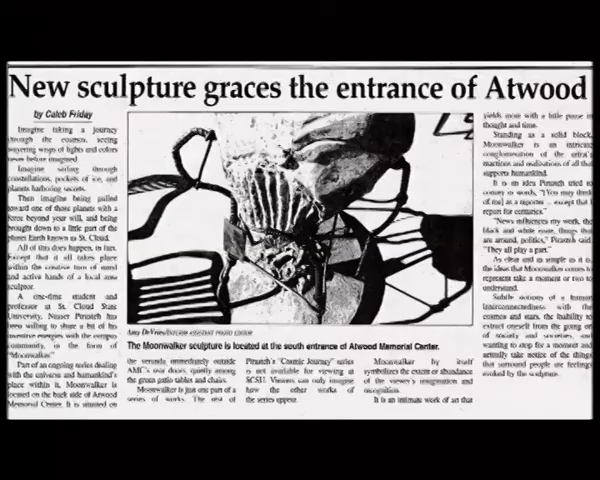 New sculpture graces the entrance of Atwood
by Caleb Friday
Imagine taking a journey
through the cosmos, seeing
wavering wisps of lights and colors
never before imagined.
Imagine sailing through
constellations, pockets of ice, and
planets harboring secrets.
Then imagine being pulled
toward one of those planets with a
force beyond your will, and being
brought down to a little part of the
planet Earth known as St. Cloud.
All of this does happen, in fact.
Except that it all takes place
within the creative turn of mind
and active hands of a local area
sculptor.
A one-time student and
professor at St. Cloud State
University, Nasser Pirasteh has
been willing to share a bit of his
inventive energies with the campus
community, in the form of
"Moonwalker."
Part of an ongoing series dealing
with the universe and humankind's
place within it, Moonwalker is
located on the back side of Atwood
Memorial Center. It is situated on
Amy DeVries/ASSISTANT PHOTO EDITOR
The Moonwalker sculpture is located at the south entrance of Atwood Memorial Center.
the veranda immediately outside
AMC's east doors, quietly among
the green patio tables and chairs.
Moonwalker is just one part of a
series of works. The rest of
Pirasteh's "Cosmic Journey" series
is not available for viewing at
SCSU. Viewers can only imagine
how the other works of
the series appear.
Moonwalker by itself
symbolizes the extent or abundance
of the viewer's imagination and
recognition.
It is an intimate work of art that
yields more with a little pause in
thought and time.
Standing as a solid block,
Moonwalker is an intricate
conglomeration of the artist's
reactions and realizations of all that
supports humanity.
It is an idea Pirasteh tried to
convey in words, "[You may think
of me] as a reporter ... except that I
report for centuries."
"News influences my work, the
black and white east, things that
are around, politics," Pirasteh said.
"They all play a part."
As clear and as simple as it is,
the ideas that Moonwalker comes to
represent take a moment or two to
understand.
Subtle notions of a human
interconnectedness with the
cosmos and stars, the inability to
extract oneself from the going on
of society and societies, and
wanting to stop for a moment and
actually take notice of the things
that surround people are feelings
evoked by the sculpture.